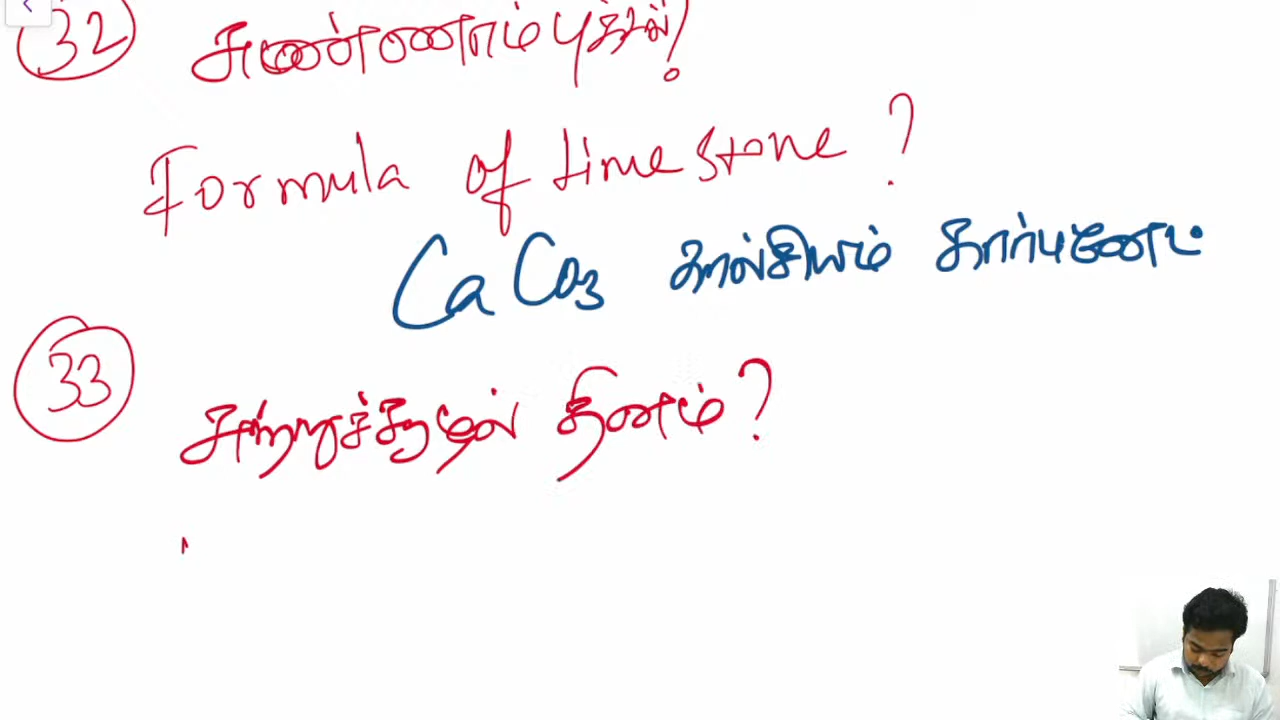 32 சுண்ணாம்புக்கல்?
Formula of lime stone ?
CaCo3 கால்சியம் கார்பனேட்
33 சுற்றுச்சூழல் தினம் ?